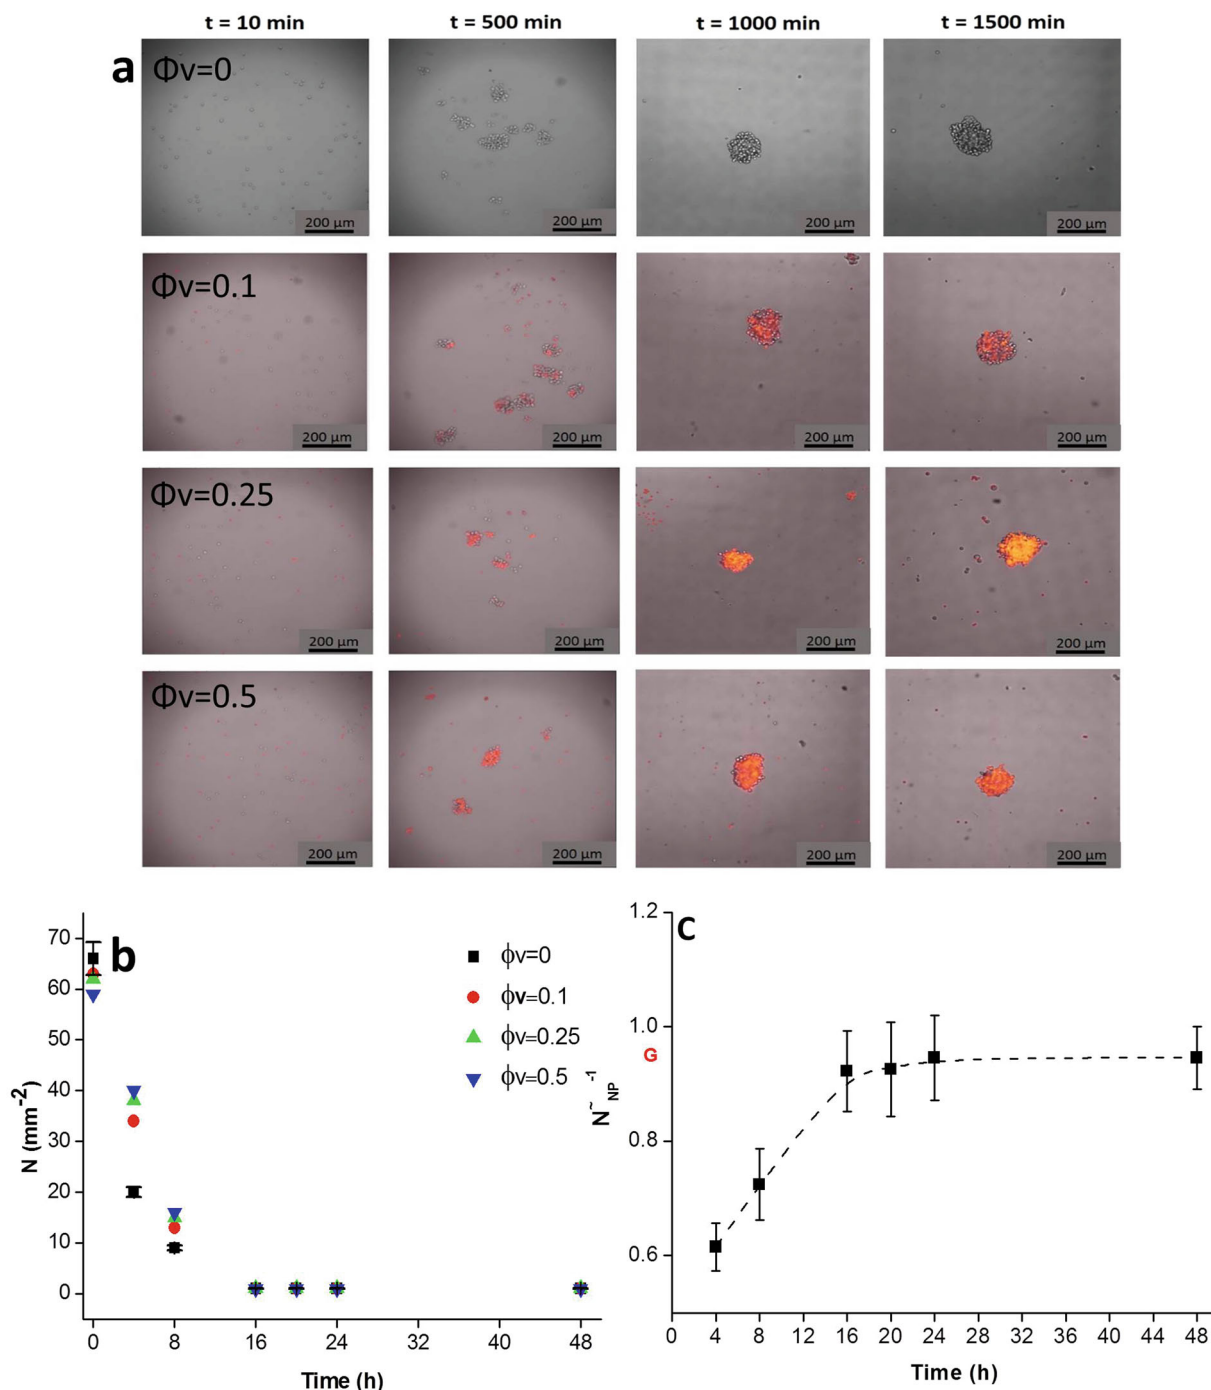 t = 10 min t = 500 min t = 1000 min t = 1500 min
a
Φv=0
200 µm 200 µm 200 µm 200 µm
Φv=0.1
200 µm 200 µm 200 µm 200 µm
Φv=0.25
200 µm 200 µm 200 µm 200 µm
Φv=0.5
200 µm 200 µm 200 µm 200 µm
b
N (mm⁻²)
70
60
50
40
30
20
10
0
ϕv=0
ϕv=0.1
ϕv=0.25
ϕv=0.5
0 8 16 24 32 40 48
Time (h)
c
G
N~NP-1
1.2
1.0
0.8
0.6
0 4 8 12 16 20 24 28 32 36 40 44 48
Time (h)